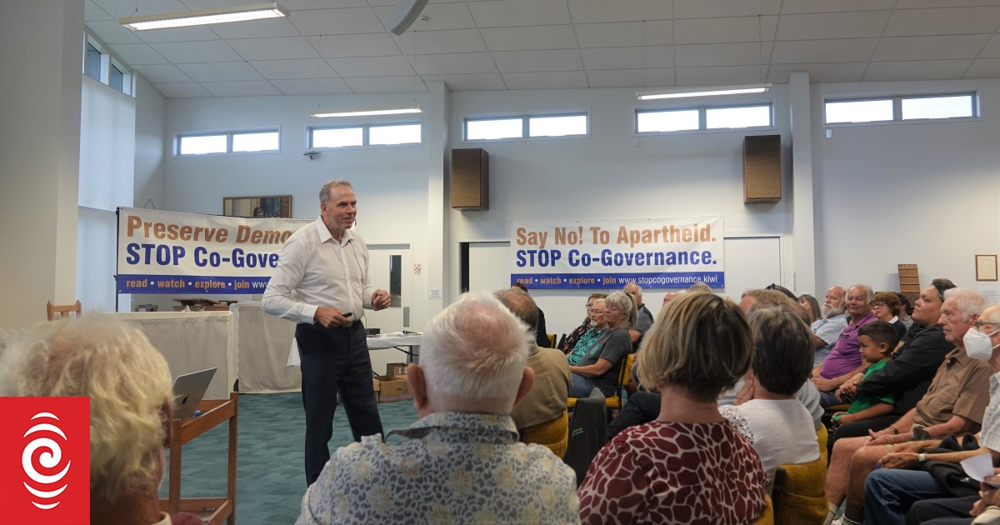 Preserve Demo
STOP Co-Gove
read • watch • explore • join www
Say No! To Apartheid.
STOP Co-Governance.
read • watch • explore • join www.stopcogovernance.kiwi